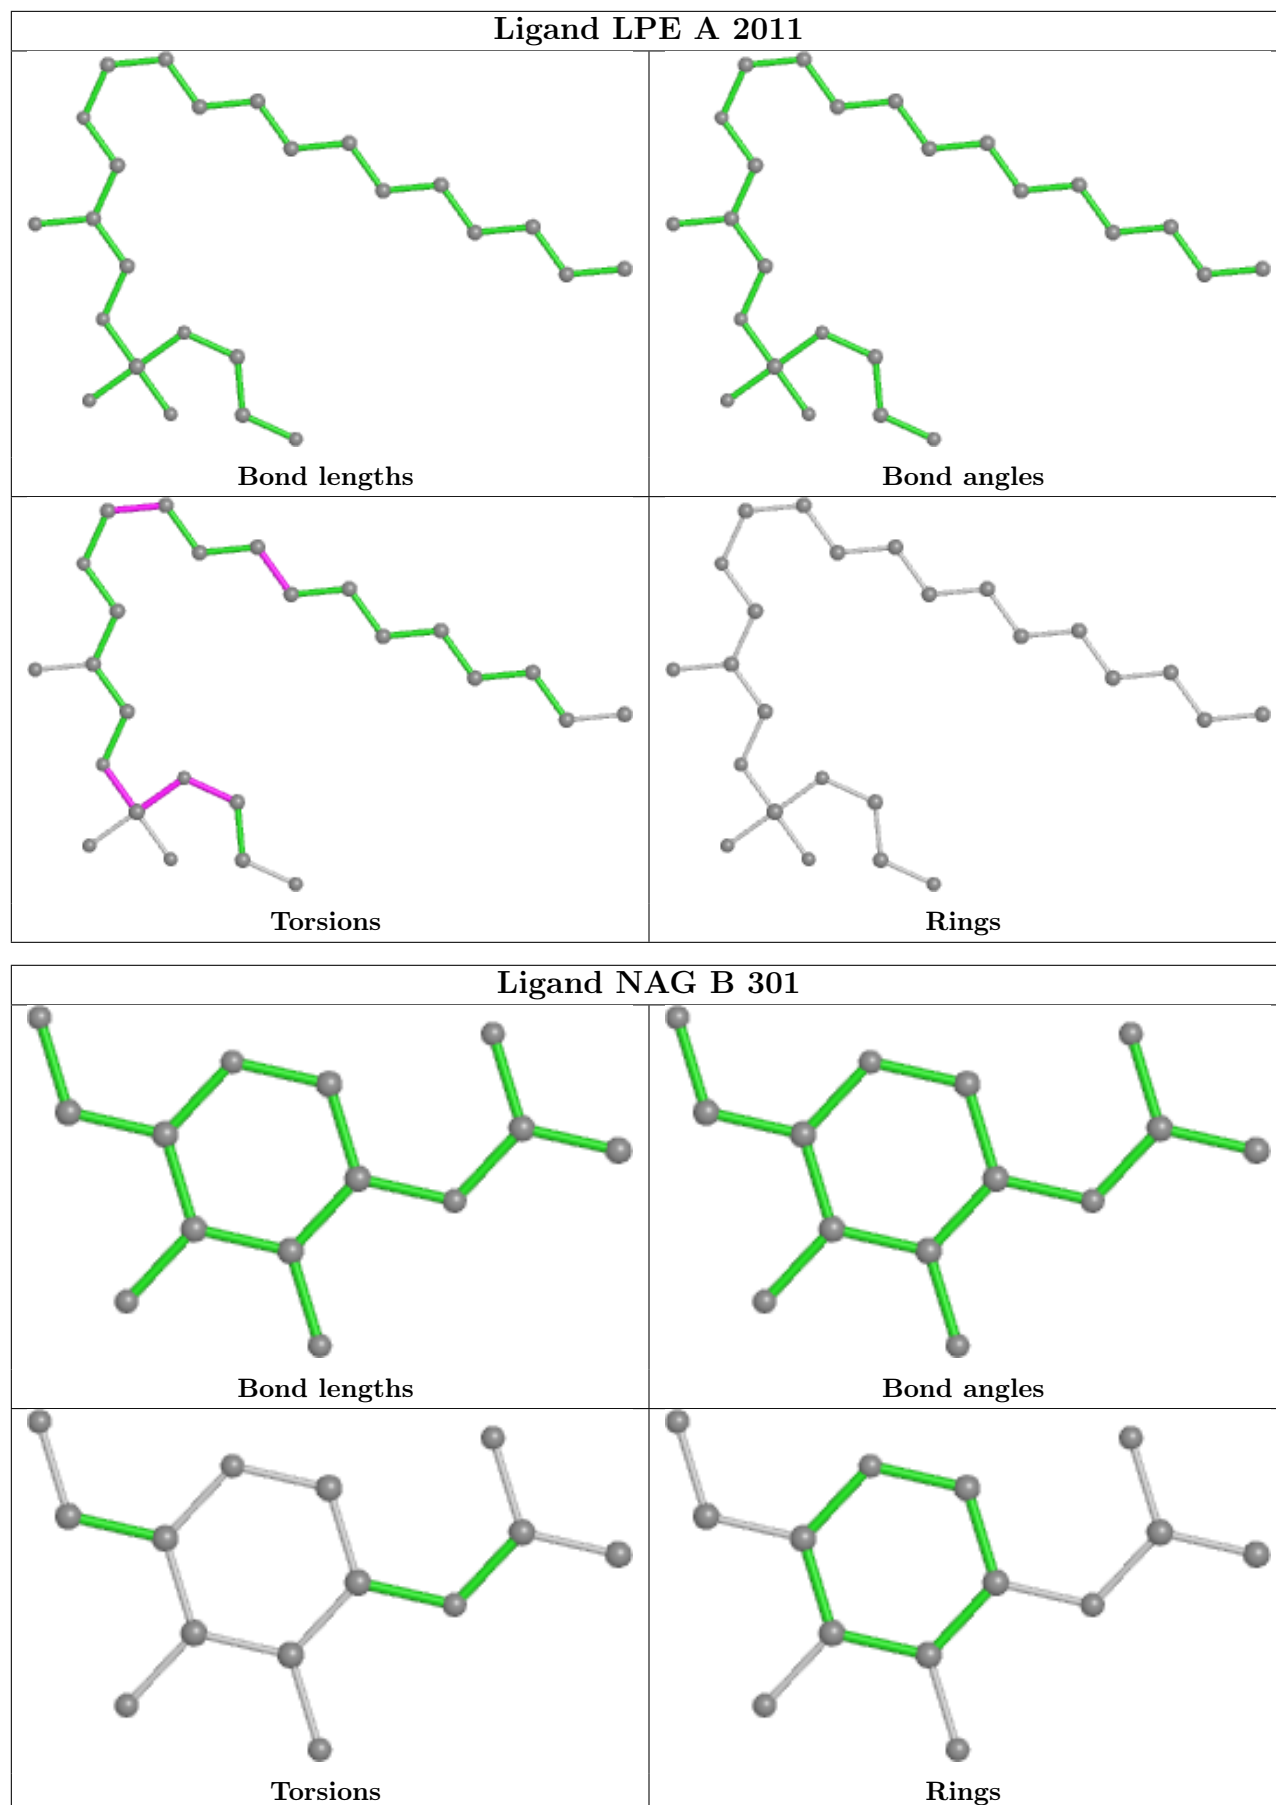 Ligand LPE A 2011
Bond lengths
Bond angles
Torsions
Rings
Ligand NAG B 301
Bond lengths
Bond angles
Torsions
Rings